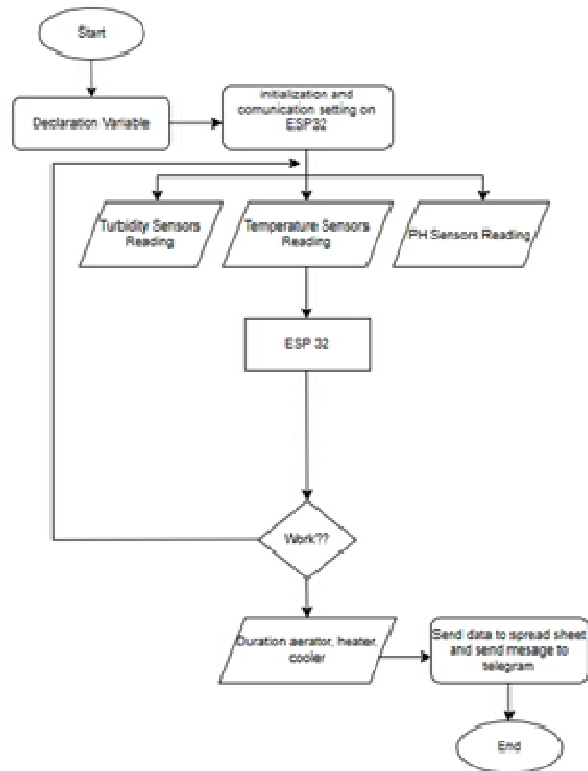 Start
Declaration Variable
initialization and
comunication setting on
ESP32
Turbidity Sensors
Reading
Temperature Sensors
Reading
PH Sensors Reading
ESP 32
Work??
Duration aerator, heater,
cooler
Send data to spread sheet
and send mesage to
telegram
End